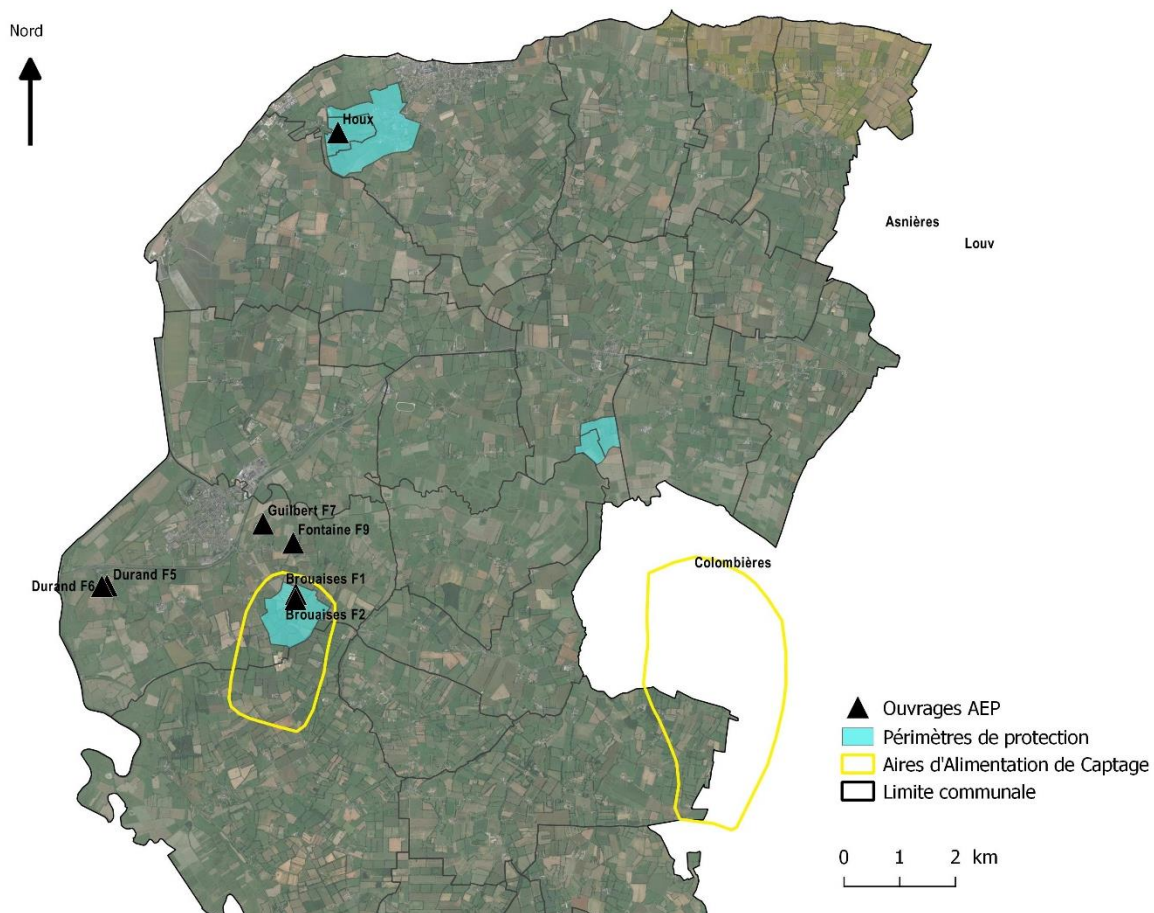 Nord
Houx
Asnières
Louv
Guilbert F7
Fontaine F9
Colombières
Durand F6
Durand F5
Brouaises F1
Brouaises F2
Ouvrages AEP
Périmètres de protection
Aires d'Alimentation de Captage
Limite communale
0 1 2 km